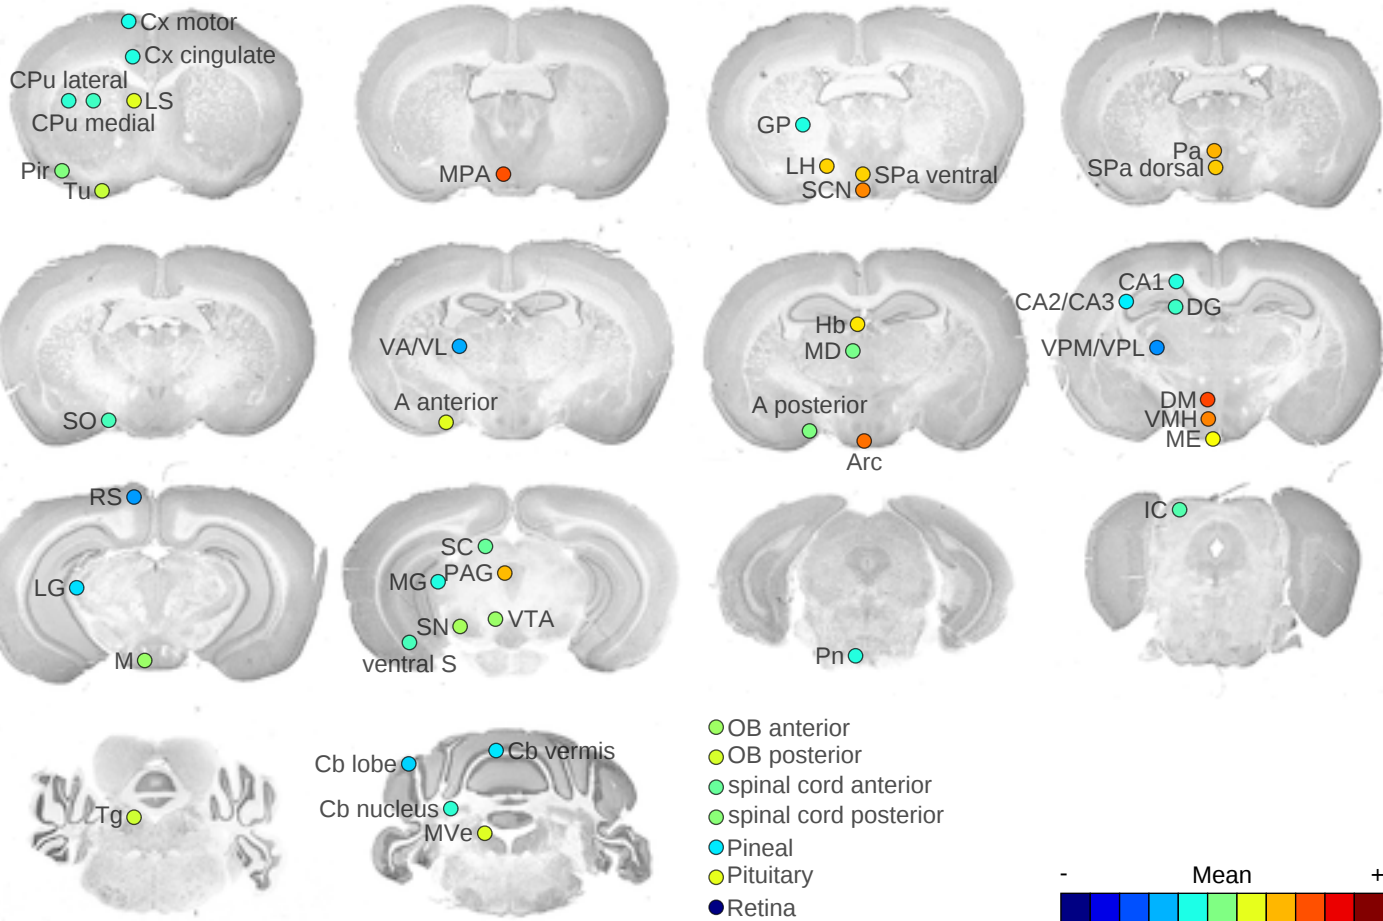 Cx motor
Cx cingulate
CPu lateral
LS
CPu medial
Pir
Tu
MPA
GP
LH
SPa ventral
SCN
Pa
SPa dorsal
SO
VA/VL
A anterior
Hb
MD
A posterior
Arc
CA1
CA2/CA3
DG
VPM/VPL
DM
VMH
ME
RS
LG
M
SC
MG
PAG
SN
VTA
ventral S
Pn
IC
Tg
Cb lobe
Cb vermis
Cb nucleus
MVe
OB anterior
OB posterior
spinal cord anterior
spinal cord posterior
Pineal
Pituitary
Retina
- Mean +